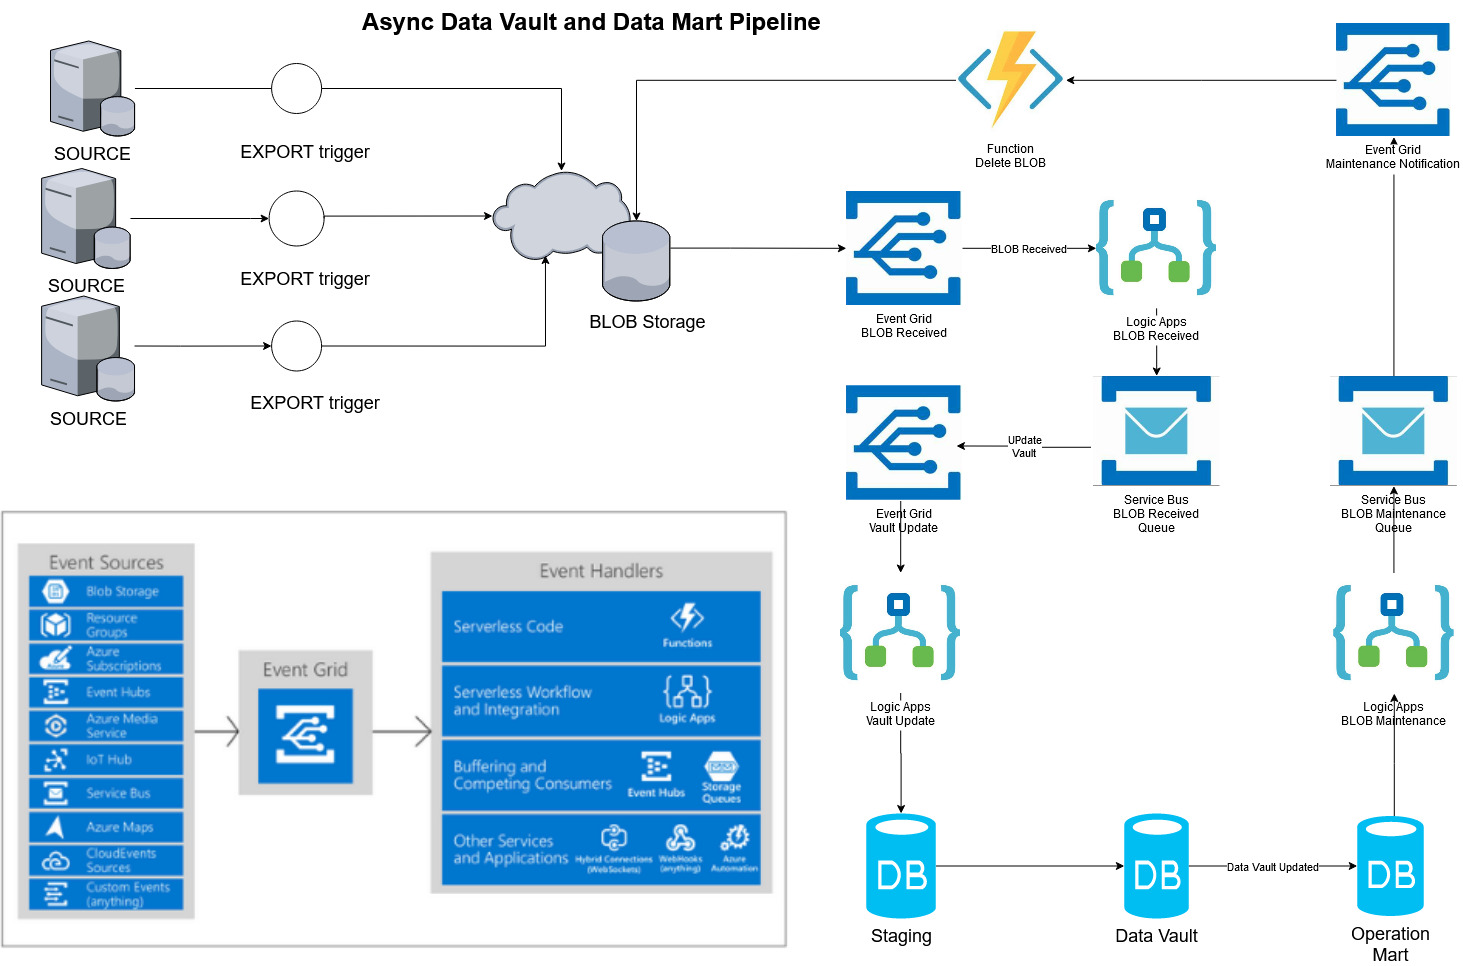 Async Data Vault and Data Mart Pipeline
SOURCE
EXPORT trigger
SOURCE
EXPORT trigger
SOURCE
EXPORT trigger
BLOB Storage
Function
Delete BLOB
Event Grid
Maintenance Notification
Event Grid
BLOB Received
BLOB Received
Logic Apps
BLOB Received
Event Grid
Vault Update
UPdate
Vault
Service Bus
BLOB Received
Queue
Service Bus
BLOB Maintenance
Queue
Logic Apps
Vault Update
Logic Apps
BLOB Maintenance
DB
Staging
DB
Data Vault
Data Vault Updated
DB
Operation
Mart
Event Sources
Blob Storage
Resource
Groups
Azure
Subscriptions
Event Hubs
Azure Media
Service
IoT Hub
Service Bus
Azure Maps
CloudEvents
Sources
Custom Events
(anything)
Event Grid
Event Handlers
Serverless Code
Functions
Serverless Workflow
and Integration
Logic Apps
Buffering and
Competing Consumers
Event Hubs
Storage
Queues
Other Services
and Applications
Hybrid Connections
(WebSockets)
WebHooks
(anything)
Azure
Automation